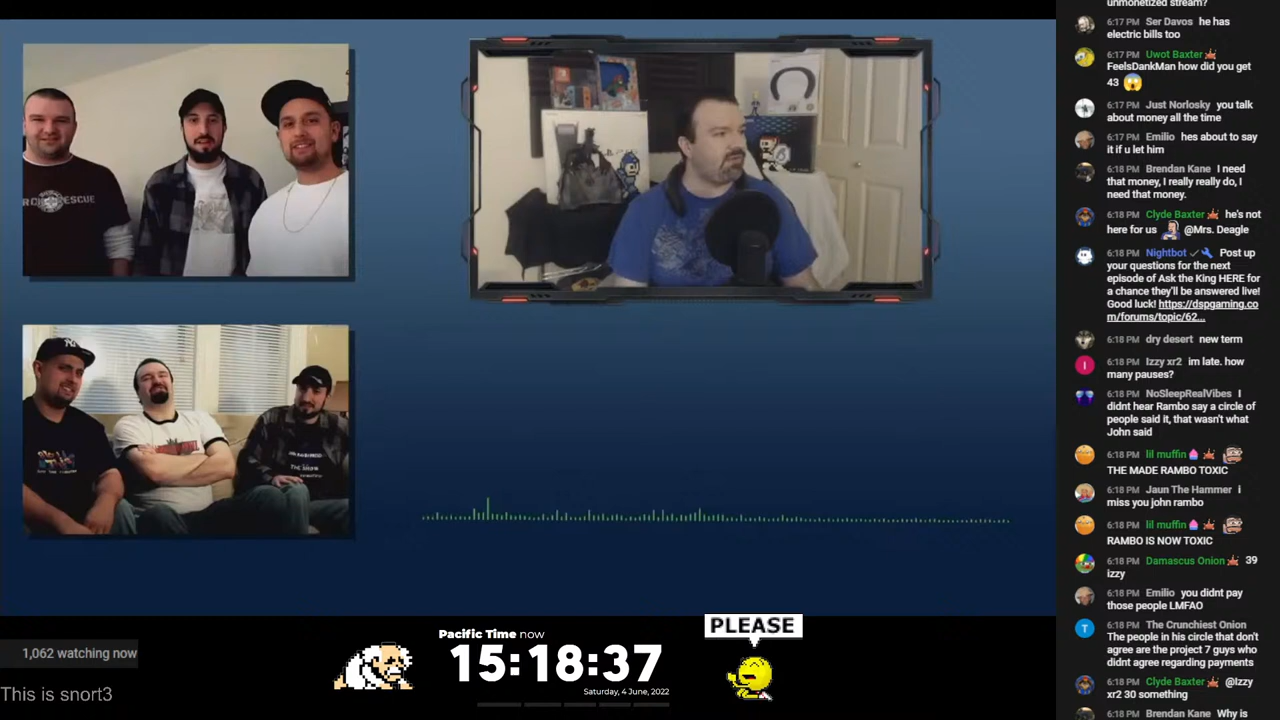 unmonetized stream?
6:17 PM Ser Davos he has
electric bills too
6:17 PM Uwot Baxter
FeelsDankMan how did you get
43
6:17 PM Just Norlosky you talk
about money all the time
6:17 PM Emilio hes about to say
it if u let him
6:18 PM Brendan Kane I need
that money, I really really do, I
need that money.
6:18 PM Clyde Baxter he's not
here for us @Mrs. Deagle
6:18 PM Nightbot Post up
your questions for the next
episode of Ask the King HERE for
a chance they'll be answered live!
Good luck! https://dspgaming.co
m/forums/topic/62...
6:18 PM dry desert new term
6:18 PM Izzy xr2 im late. how
many pauses?
6:18 PM NoSleepRealVibes I
didnt hear Rambo say a circle of
people said it, that wasn't what
John said
6:18 PM lil muffin
THE MADE RAMBO TOXIC
6:18 PM Jaun The Hammer i
miss you john rambo
6:18 PM lil muffin
RAMBO IS NOW TOXIC
6:18 PM Damascus Onion 39
izzy
6:18 PM Emilio you didnt pay
those people LMFAO
6:18 PM The Crunchiest Onion
The people in his circle that don't
agree are the project 7 guys who
didnt agree regarding payments
6:18 PM Clyde Baxter @Izzy
xr2 30 something
6:18 PM Brendan Kane Why is
PLEASE
Pacific Time now
15:18:37
Saturday, 4 June, 2022
1,062 watching now
This is snort3